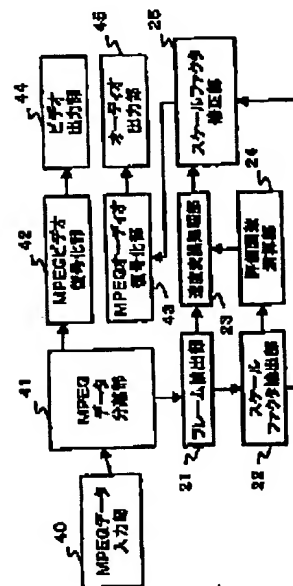 40
MPEGデータ
入力部
41
MPEG
データ
分離部
42
MPEGビデオ
復号化部
44
ビデオ
出力部
MPEGオーディオ
復号化部
43
45
オーディオ
出力部
21
フレーム抽出部
23
速度変換処理部
25
スケールファクタ
修正部
22
スケール
ファクタ抽出部
24
評価関数
演算部